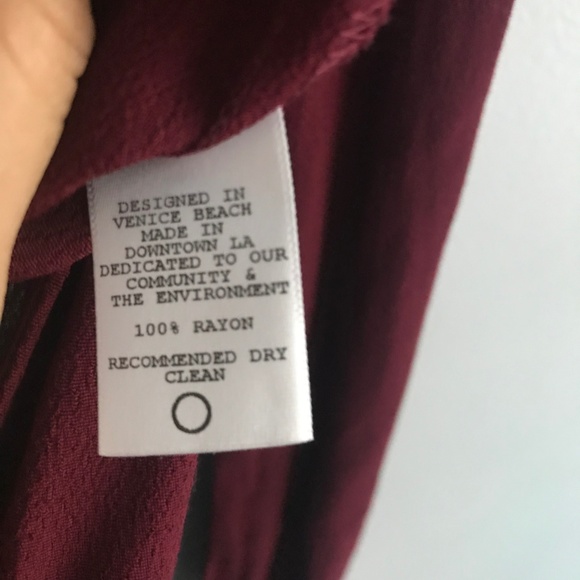 DESIGNED IN
VENICE BEACH
MADE IN
DOWNTOWN LA
DEDICATED TO OUR
COMMUNITY &
THE ENVIRONMENT
100% RAYON
RECOMMENDED DRY
CLEAN